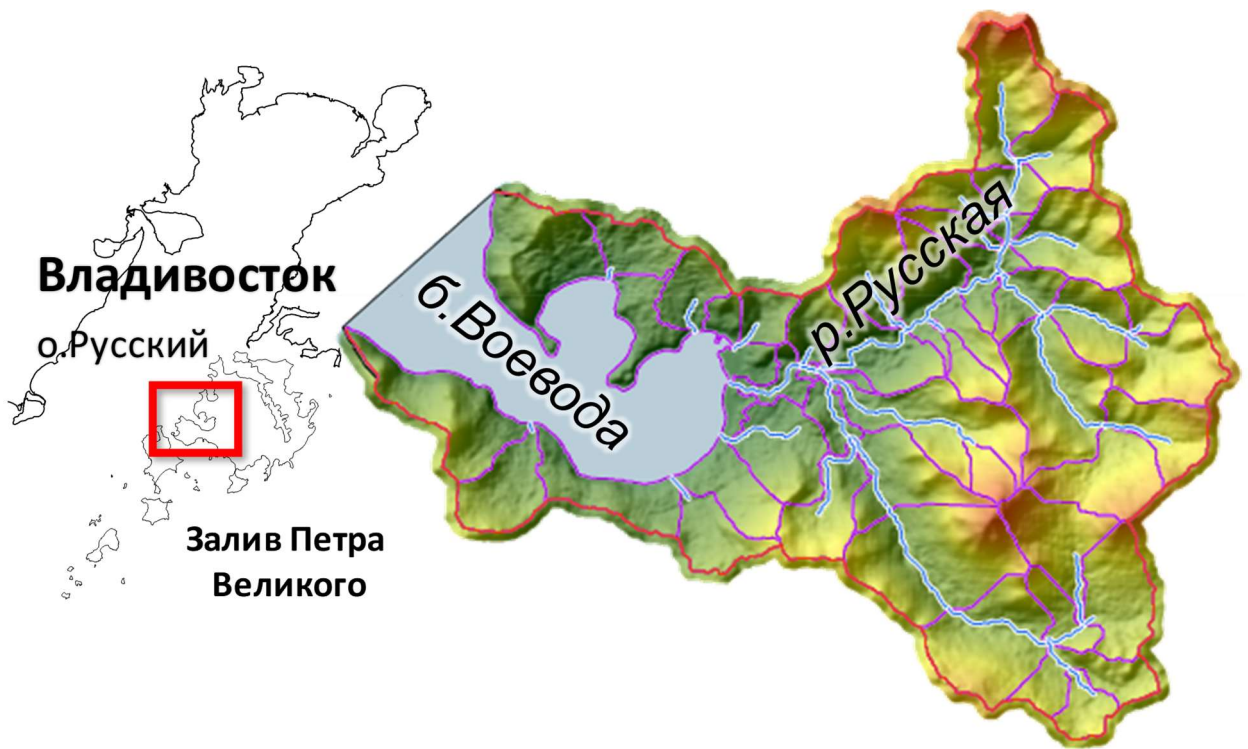 Владивосток
о.Русский
Залив Петра
Великого
б.Воевода
р.Русская